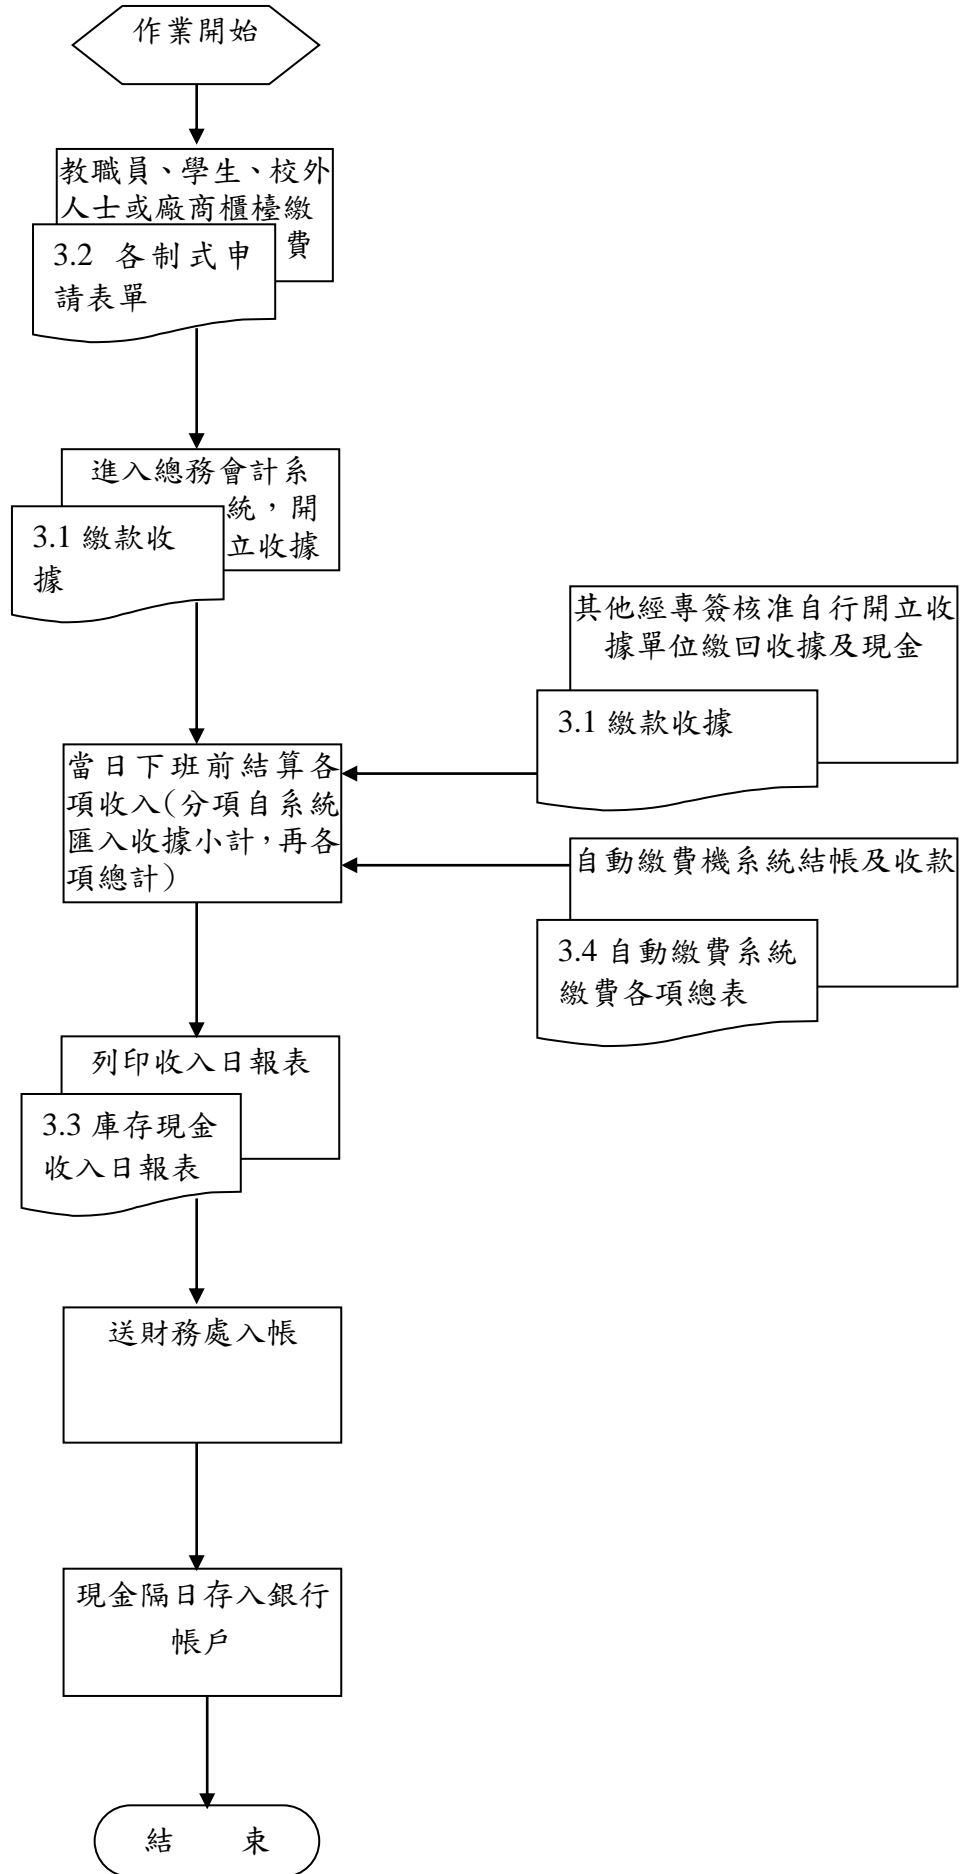 作業開始
教職員、學生、校外
人士或廠商櫃檯繳
費
3.2 各制式申
請表單
進入總務會計系
統，開
立收據
3.1 繳款收
據
其他經專簽核准自行開立收
據單位繳回收據及現金
3.1 繳款收據
當日下班前結算各
項收入(分項自系統
匯入收據小計，再各
項總計)
自動繳費機系統結帳及收款
3.4 自動繳費系統
繳費各項總表
列印收入日報表
3.3 庫存現金
收入日報表
送財務處入帳
現金隔日存入銀行
帳戶
結 束